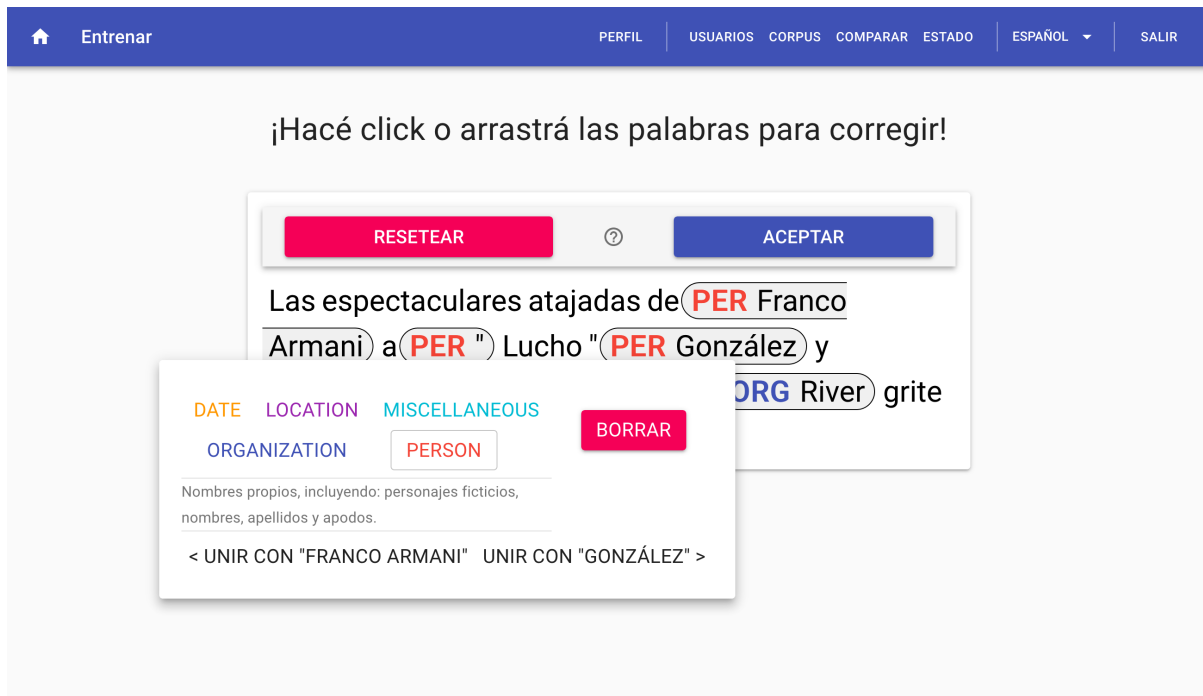 Entrenar PERFIL USUARIOS CORPUS COMPARAR ESTADO ESPAÑOL SALIR
¡Hacé click o arrastrá las palabras para corregir!
RESETEAR ? ACEPTAR
Las espectaculares atajadas de PER Franco
Armani a PER " Lucho " PER González y
ORG River grite
DATE LOCATION MISCELLANEOUS
ORGANIZATION PERSON
BORRAR
Nombres propios, incluyendo: personajes ficticios,
nombres, apellidos y apodos.
< UNIR CON "FRANCO ARMANI" UNIR CON "GONZÁLEZ" >